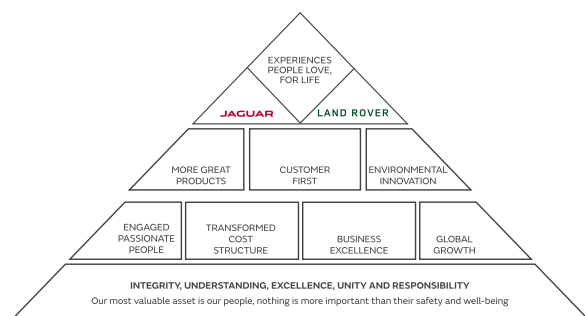 EXPERIENCES
PEOPLE LOVE,
FOR LIFE
JAGUAR
LAND ROVER
MORE GREAT
PRODUCTS
CUSTOMER
FIRST
ENVIRONMENTAL
INNOVATION
ENGAGED
PASSIONATE
PEOPLE
TRANSFORMED
COST
STRUCTURE
BUSINESS
EXCELLENCE
GLOBAL
GROWTH
INTEGRITY, UNDERSTANDING, EXCELLENCE, UNITY AND RESPONSIBILITY
Our most valuable asset is our people, nothing is more important than their safety and well-being